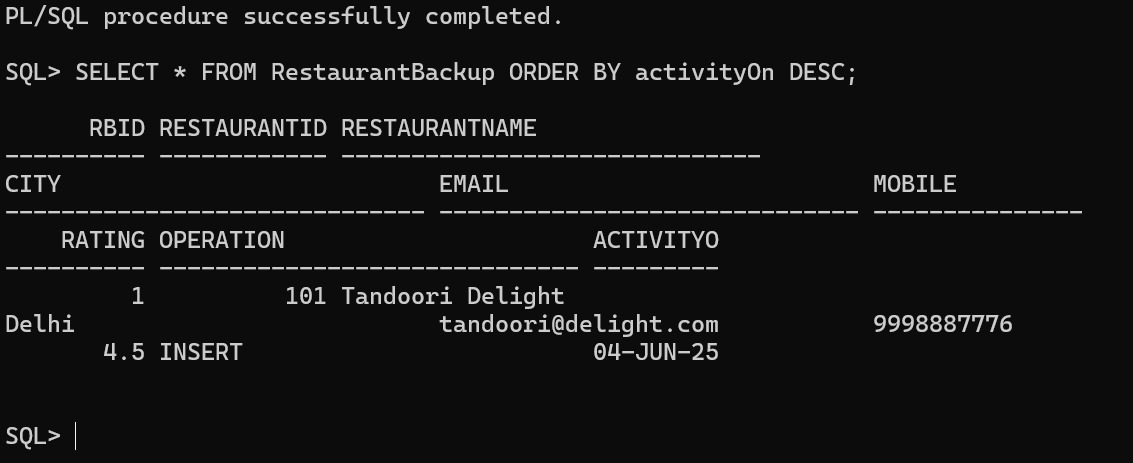 PL/SQL procedure successfully completed.
SQL> SELECT * FROM RestaurantBackup ORDER BY activityOn DESC;
      RBID RESTAURANTID RESTAURANTNAME
---------- ------------ ------------------------------
CITY                           EMAIL                          MOBILE
------------------------------ ------------------------------ ---------------
    RATING OPERATION                      ACTIVITYO
---------- ------------------------------ ---------
         1          101 Tandoori Delight
Delhi                          tandoori@delight.com           9998887776
       4.5 INSERT                         04-JUN-25
SQL>